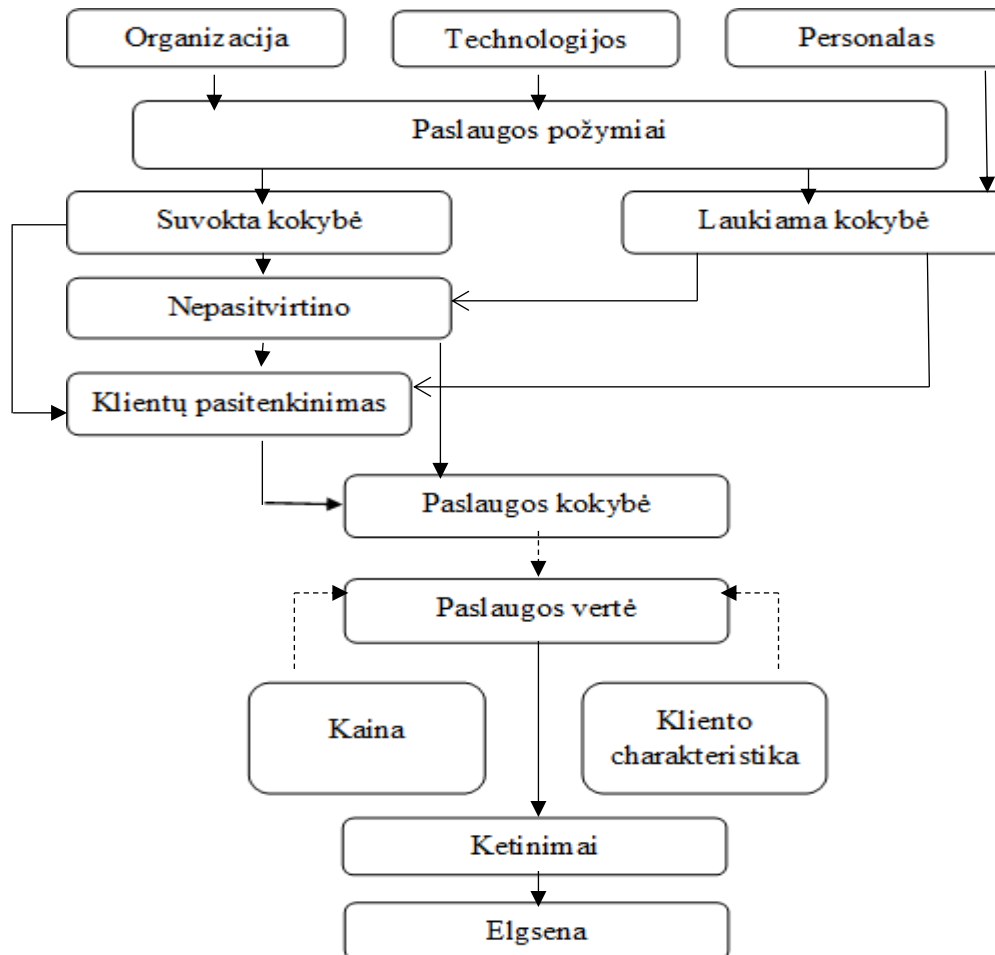 Organizacija
Technologijos
Personalas
Paslaugos požymiai
Suvokta kokybė
Laukiama kokybė
Nepasitvirtino
Klientų pasitenkinimas
Paslaugos kokybė
Paslaugos vertė
Kaina
Kliento
charakteristika
Ketinimai
Elgsena